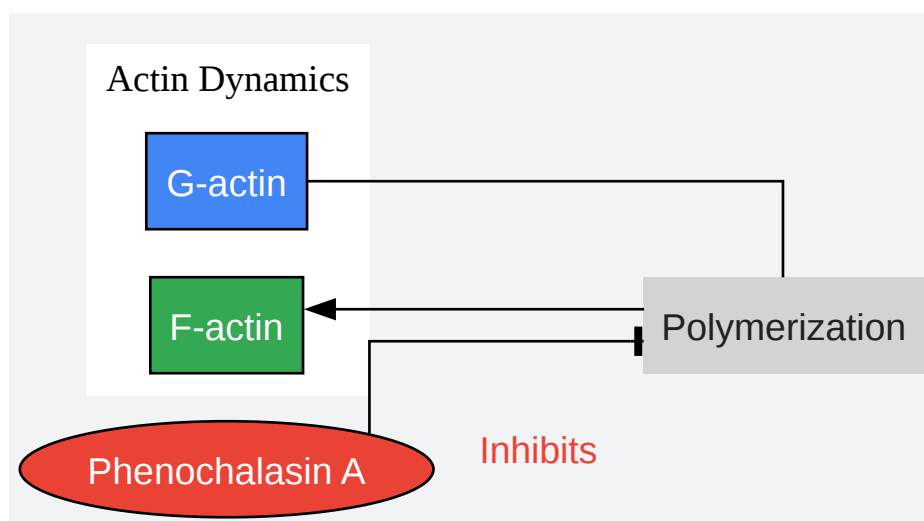 Actin Dynamics
G-actin
F-actin
Polymerization
Inhibits
Phenochalasin A